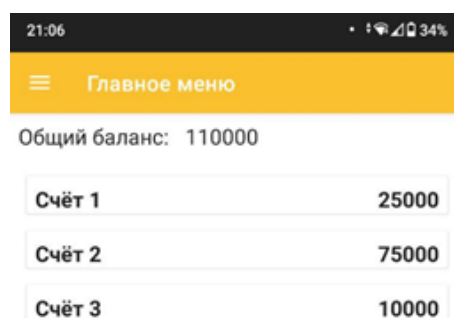 21:06 34%
Главное меню
Общий баланс: 110000
Счёт 1 25000
Счёт 2 75000
Счёт 3 10000